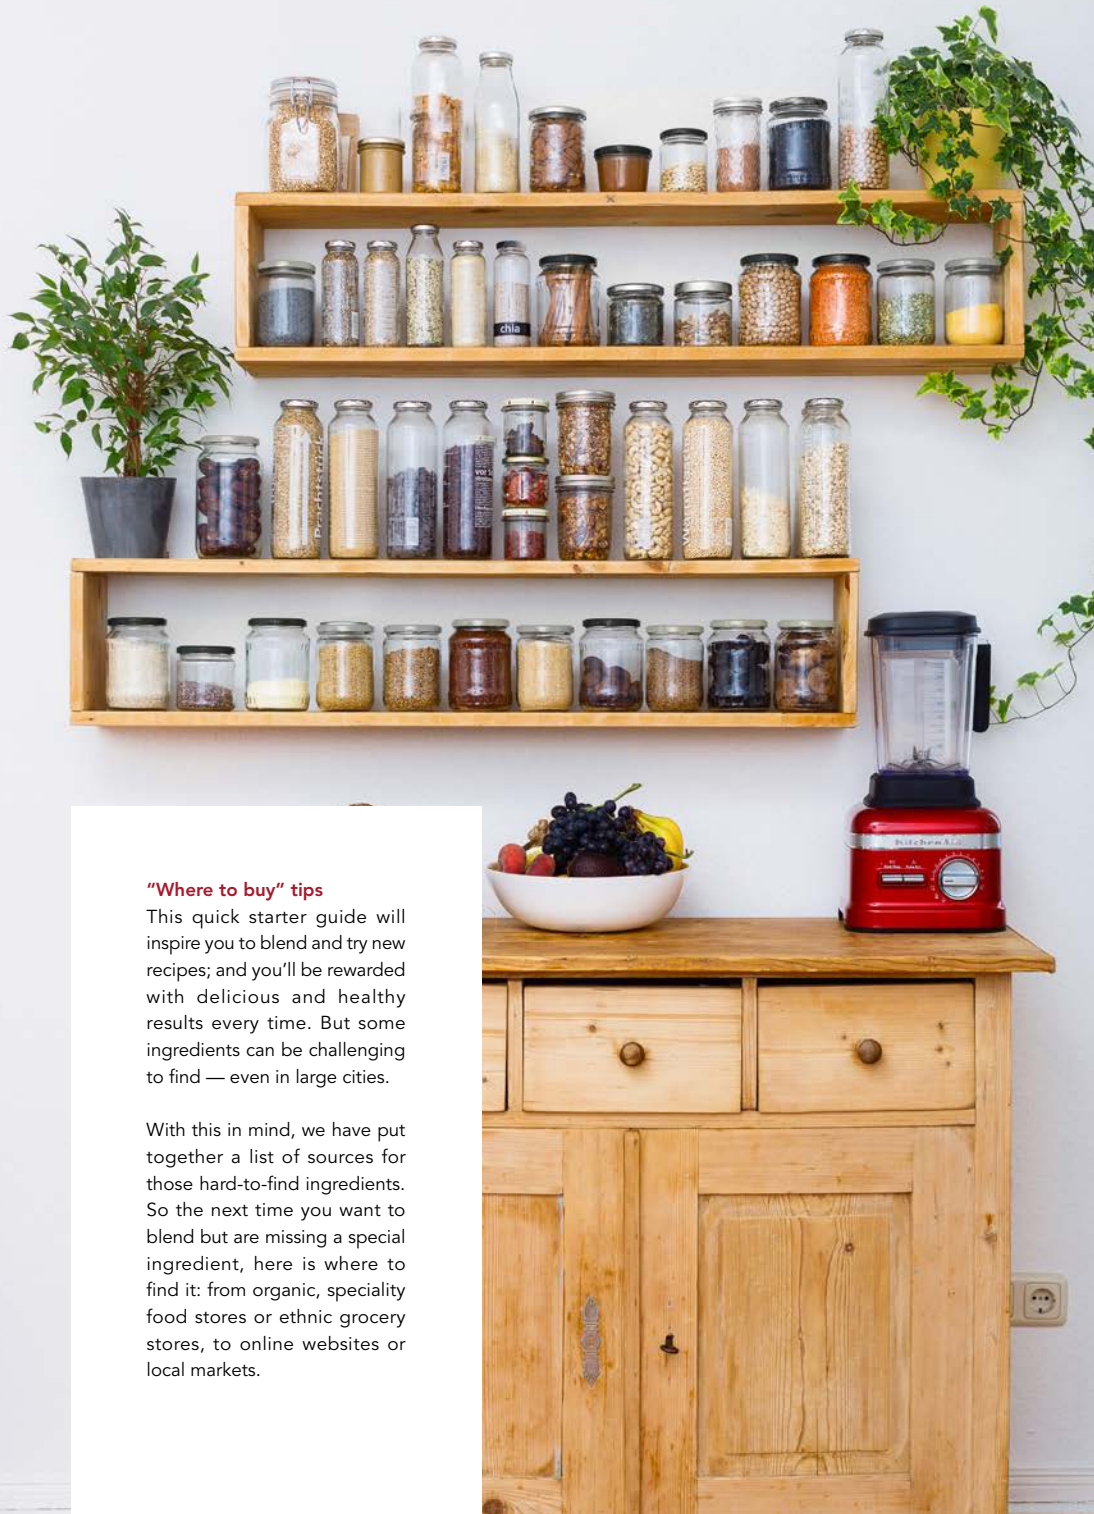 chia
KitchenAid
“Where to buy” tips
This quick starter guide will
inspire you to blend and try new
recipes; and you’ll be rewarded
with delicious and healthy
results every time. But some
ingredients can be challenging
to find — even in large cities.
With this in mind, we have put
together a list of sources for
those hard-to-find ingredients.
So the next time you want to
blend but are missing a special
ingredient, here is where to
find it: from organic, speciality
food stores or ethnic grocery
stores, to online websites or
local markets.